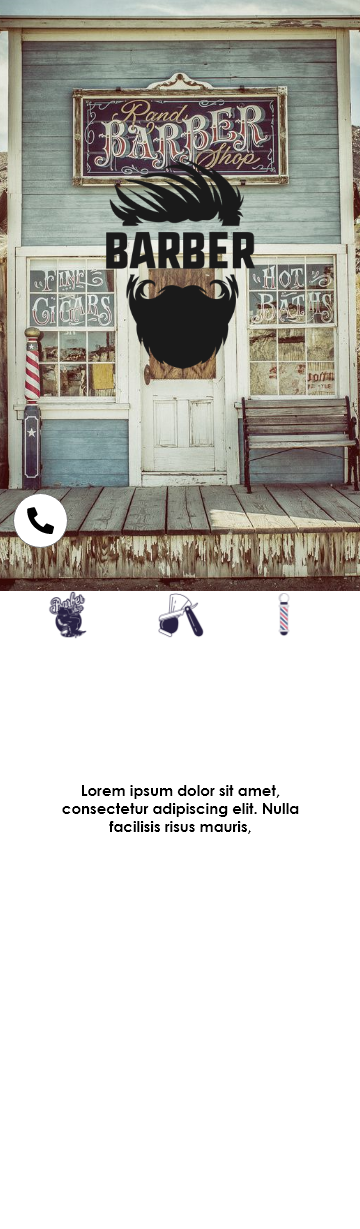 Rand
BARBER
Shop
BARBER
FINE
CIGARS
HOT
BATHS
Barber
Lorem ipsum dolor sit amet,
consectetur adipiscing elit. Nulla
facilisis risus mauris,